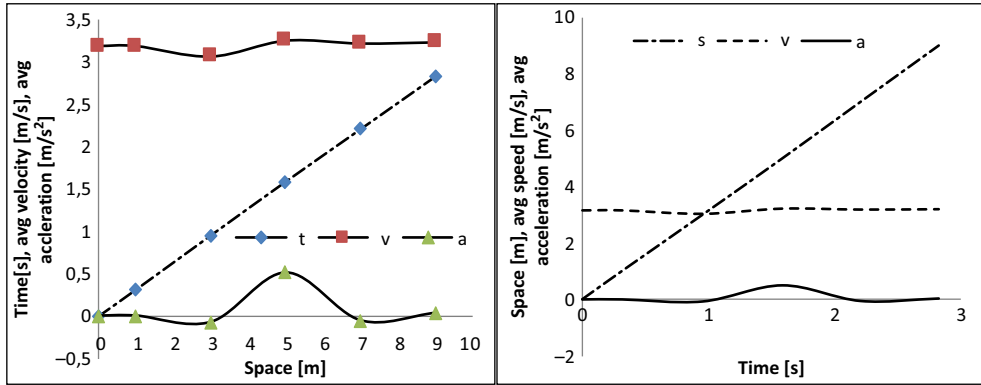 Time[s], avg velocity [m/s], avg
accleration [m/s²]
3,5
3
2,5
2
1,5
1
0,5
0
–0,5
t v a
0 1 2 3 4 5 6 7 8 9 10
Space [m]
Space [m], avg speed [m/s], avg
acceleration [m/s²]
10
8
6
4
2
0
–2
s v a
0 1 2 3
Time [s]